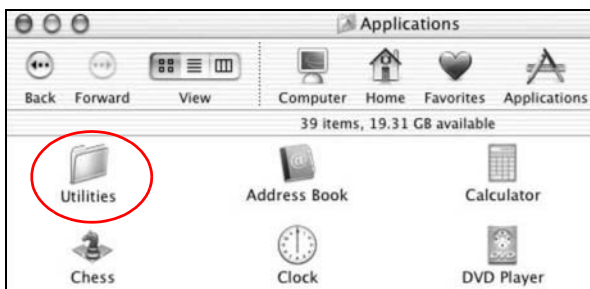 Applications
Back Forward View Computer Home Favorites Applications
39 items, 19.31 GB available
Utilities Address Book Calculator
Chess Clock DVD Player